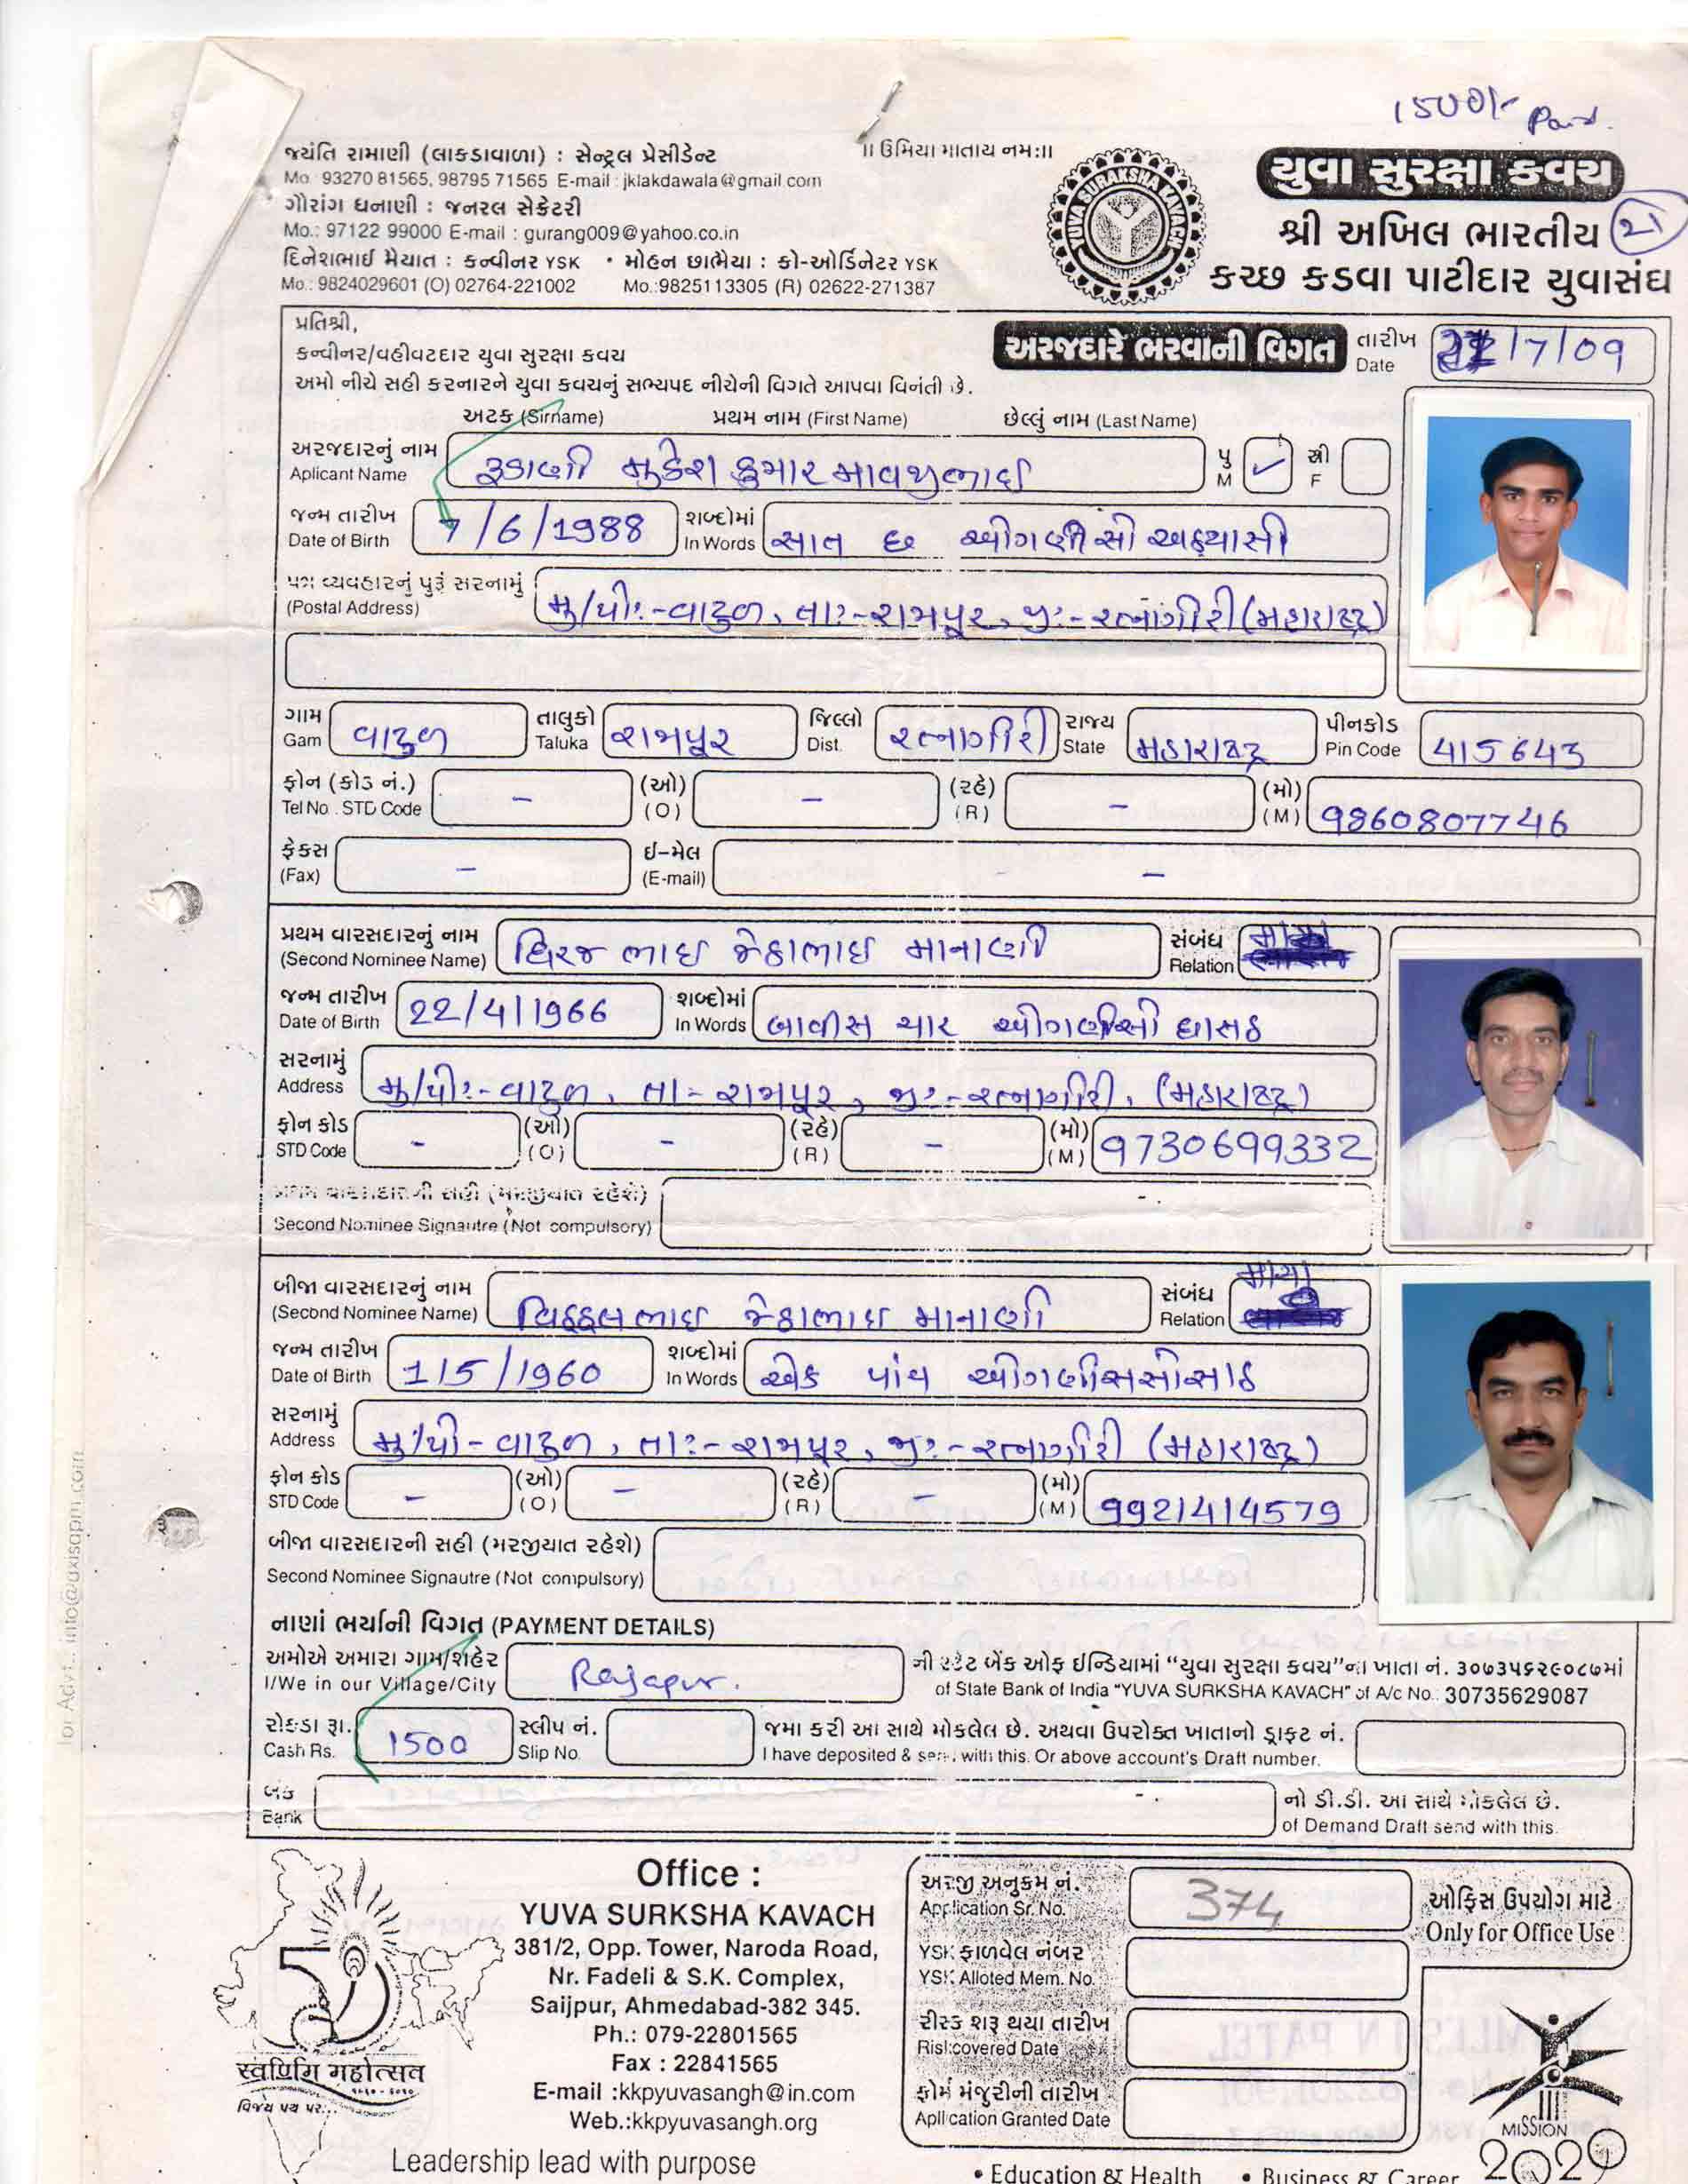 1500/- Paid.
જયંતિ રામાણી (લાકડાવાળા) : સેન્ટ્રલ પ્રેસીડેન્ટ
॥ ઉમિયા માતાય નમ:॥
Mo. 93270 81565, 98795 71565 E-mail : jklakdawala@gmail.com
ગૌરાંગ ધનાણી : જનરલ સેક્રેટરી
Mo.: 97122 99000 E-mail : gurang009@yahoo.co.in
દિનેશભાઈ મૈયાત : કન્વીનર YSK • મોહન છાભૈયા : કો-ઓર્ડિનેટર YSK
Mo.: 9824029601 (O) 02764-221002 Mo.:9825113305 (R) 02622-271387
YUVA SURAKSHA KAVACH
યુવા સુરક્ષા કવચ
શ્રી અખિલ ભારતીય
કચ્છ કડવા પાટીદાર યુવાસંઘ
પ્રતિશ્રી,
કન્વીનર/વહીવટદાર યુવા સુરક્ષા કવચ
અમો નીચે સહી કરનારને યુવા કવચનું સભ્યપદ નીચેની વિગતે આપવા વિનંતી છે.
અરજદારે ભરવાની વિગત
તારીખ
Date /7/09
અટક (Sirname) પ્રથમ નામ (First Name) છેલ્લું નામ (Last Name)
અરજદારનું નામ રૂડાણી મુકેશ કુમાર માવજીભાઈ પુ ✓ સ્ત્રી
Aplicant Name M F
જન્મ તારીખ 7/6/1988 શબ્દોમાં સાત છ ઓગણીસો અઠ્યાસી
Date of Birth In Words
પત્ર વ્યવહારનું પુરૂં સરનામું
(Postal Address) મુ/પોઃ-વાટુળ, તાઃ-રાજાપૂર, જીઃ-રત્નાગીરી (મહારાષ્ટ્ર)
ગામ વાટુળ તાલુકો રાજાપૂર જિલ્લો રત્નાગીરી રાજય મહારાષ્ટ્ર પીનકોડ 415643
Gam Taluka Dist. State Pin Code
ફોન (કોડ નં.) - (ઓ) - (રહે) - (મો) 9860807746
Tel No. STD Code (O) (R) (M)
ફેકસ - ઈ-મેલ -
(Fax) (E-mail)
પ્રથમ વારસદારનું નામ ધિરજ ભાઈ જેઠાભાઈ માનાણી સંબંધ
(Second Nominee Name) Relation
જન્મ તારીખ 22/4/1966 શબ્દોમાં બાવીસ ચાર ઓગણીસો છાસઠ
Date of Birth In Words
સરનામું
Address મુ/પોઃ-વાટુળ, તા:-રાજાપૂર, જીઃ-રત્નાગીરી, (મહારાષ્ટ્ર)
ફોન કોડ - (ઓ) - (રહે) - (મો) 9730699332
STD Code (O) (R) (M)
પ્રથમ વારસદારની સહી (મરજીયાત રહેશે)
Second Nominee Signautre (Not compulsory)
બીજા વારસદારનું નામ વિઠ્ઠલભાઈ જેઠાભાઈ માનાણી સંબંધ મામા
(Second Nominee Name) Relation
જન્મ તારીખ 1/5/1960 શબ્દોમાં એક પાંચ ઓગણીસસોસાઠ
Date of Birth In Words
સરનામું
Address મુ/પો-વાટુળ, તાઃ-રાજાપૂર, જીઃ-રત્નાગીરી (મહારાષ્ટ્ર)
ફોન કોડ - (ઓ) - (રહે) - (મો) 9921414579
STD Code (O) (R) (M)
બીજા વારસદારની સહી (મરજીયાત રહેશે)
Second Nominee Signautre (Not compulsory)
નાણાં ભર્યાની વિગત (PAYMENT DETAILS)
અમોએ અમારા ગામ/શહેર Rajapur. ની સ્ટેટ બેંક ઓફ ઈન્ડિયામાં “યુવા સુરક્ષા કવચ”ના ખાતા નં. ૩૦૭૩૫૬૨૯૦૮૭માં
I/We in our Village/City of State Bank of India "YUVA SURKSHA KAVACH" of A/c No.: 30735629087
રોકડા રૂા. 1500 સ્લીપ નં. જમા કરી આ સાથે મોકલેલ છે. અથવા ઉપરોકત ખાતાનો ડ્રાફટ નં.
Cash Rs. Slip No. I have deposited & send with this. Or above account's Draft number.
બેંક નો ડી.ડી. આ સાથે મોકલેલ છે.
Bank of Demand Draft send with this.
for Advt.. info@axisapm.com
Office :
YUVA SURKSHA KAVACH
381/2, Opp. Tower, Naroda Road,
Nr. Fadeli & S.K. Complex,
Saijpur, Ahmedabad-382 345.
Ph.: 079-22801565
Fax : 22841565
E-mail :kkpyuvasangh@in.com
Web.:kkpyuvasangh.org
Leadership lead with purpose
स्वर्णिम महोत्सव
વિજય પથ પર...
અરજી અનુક્રમ નં. 374
Application Sr. No.
YSK ફાળવેલ નંબર
YSK Alloted Mem. No.
રીસ્ક શરૂ થયા તારીખ
Risk covered Date
ફોર્મ મંજુરીની તારીખ
Apllication Granted Date
ઓફિસ ઉપયોગ માટે
Only for Office Use
MISSION
2020
• Education & Health • Business & Career